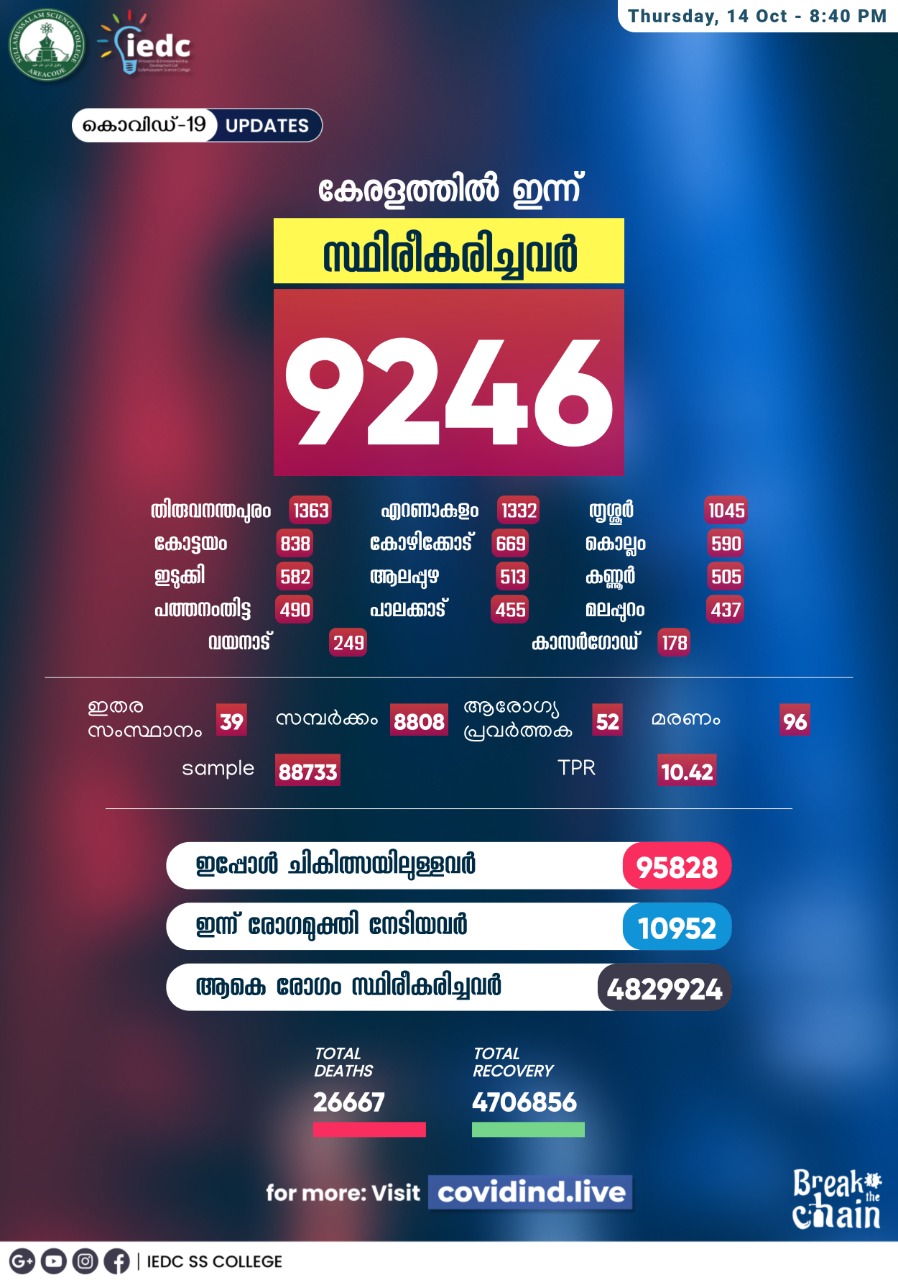 Thursday, 14 Oct - 8:40 PM
SULLAMUSSALAM SCIENCE COLLEGE
AREACODE
iedc
കൊവിഡ്-19 UPDATES
കേരളത്തിൽ ഇന്ന്
സ്ഥിരീകരിച്ചവർ
9246
തിരുവനന്തപുരം 1363 എറണാകുളം 1332 തൃശ്ശൂർ 1045
കോട്ടയം 838 കോഴിക്കോട് 669 കൊല്ലം 590
ഇടുക്കി 582 ആലപ്പുഴ 513 കണ്ണൂർ 505
പത്തനംതിട്ട 490 പാലക്കാട് 455 മലപ്പുറം 437
വയനാട് 249 കാസർഗോഡ് 178
ഇതര സംസ്ഥാനം 39 സമ്പർക്കം 8808 ആരോഗ്യ പ്രവർത്തക 52 മരണം 96
sample 88733 TPR 10.42
ഇപ്പോൾ ചികിത്സയിലുള്ളവർ 95828
ഇന്ന് രോഗമുക്തി നേടിയവർ 10952
ആകെ രോഗം സ്ഥിരീകരിച്ചവർ 4829924
TOTAL DEATHS
26667
TOTAL RECOVERY
4706856
for more: Visit covidind.live
Break the chain
G+ | IEDC SS COLLEGE